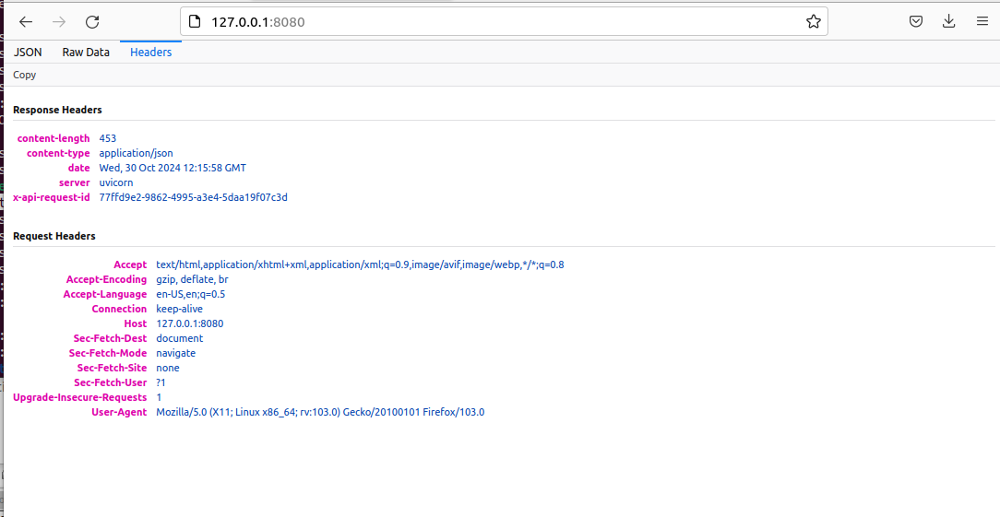 127.0.0.1:8080
JSON Raw Data Headers
Copy
Response Headers
content-length 453
content-type application/json
date Wed, 30 Oct 2024 12:15:58 GMT
server uvicorn
x-api-request-id 77ffd9e2-9862-4995-a3e4-5daa19f07c3d
Request Headers
Accept text/html,application/xhtml+xml,application/xml;q=0.9,image/avif,image/webp,*/*;q=0.8
Accept-Encoding gzip, deflate, br
Accept-Language en-US,en;q=0.5
Connection keep-alive
Host 127.0.0.1:8080
Sec-Fetch-Dest document
Sec-Fetch-Mode navigate
Sec-Fetch-Site none
Sec-Fetch-User ?1
Upgrade-Insecure-Requests 1
User-Agent Mozilla/5.0 (X11; Linux x86_64; rv:103.0) Gecko/20100101 Firefox/103.0